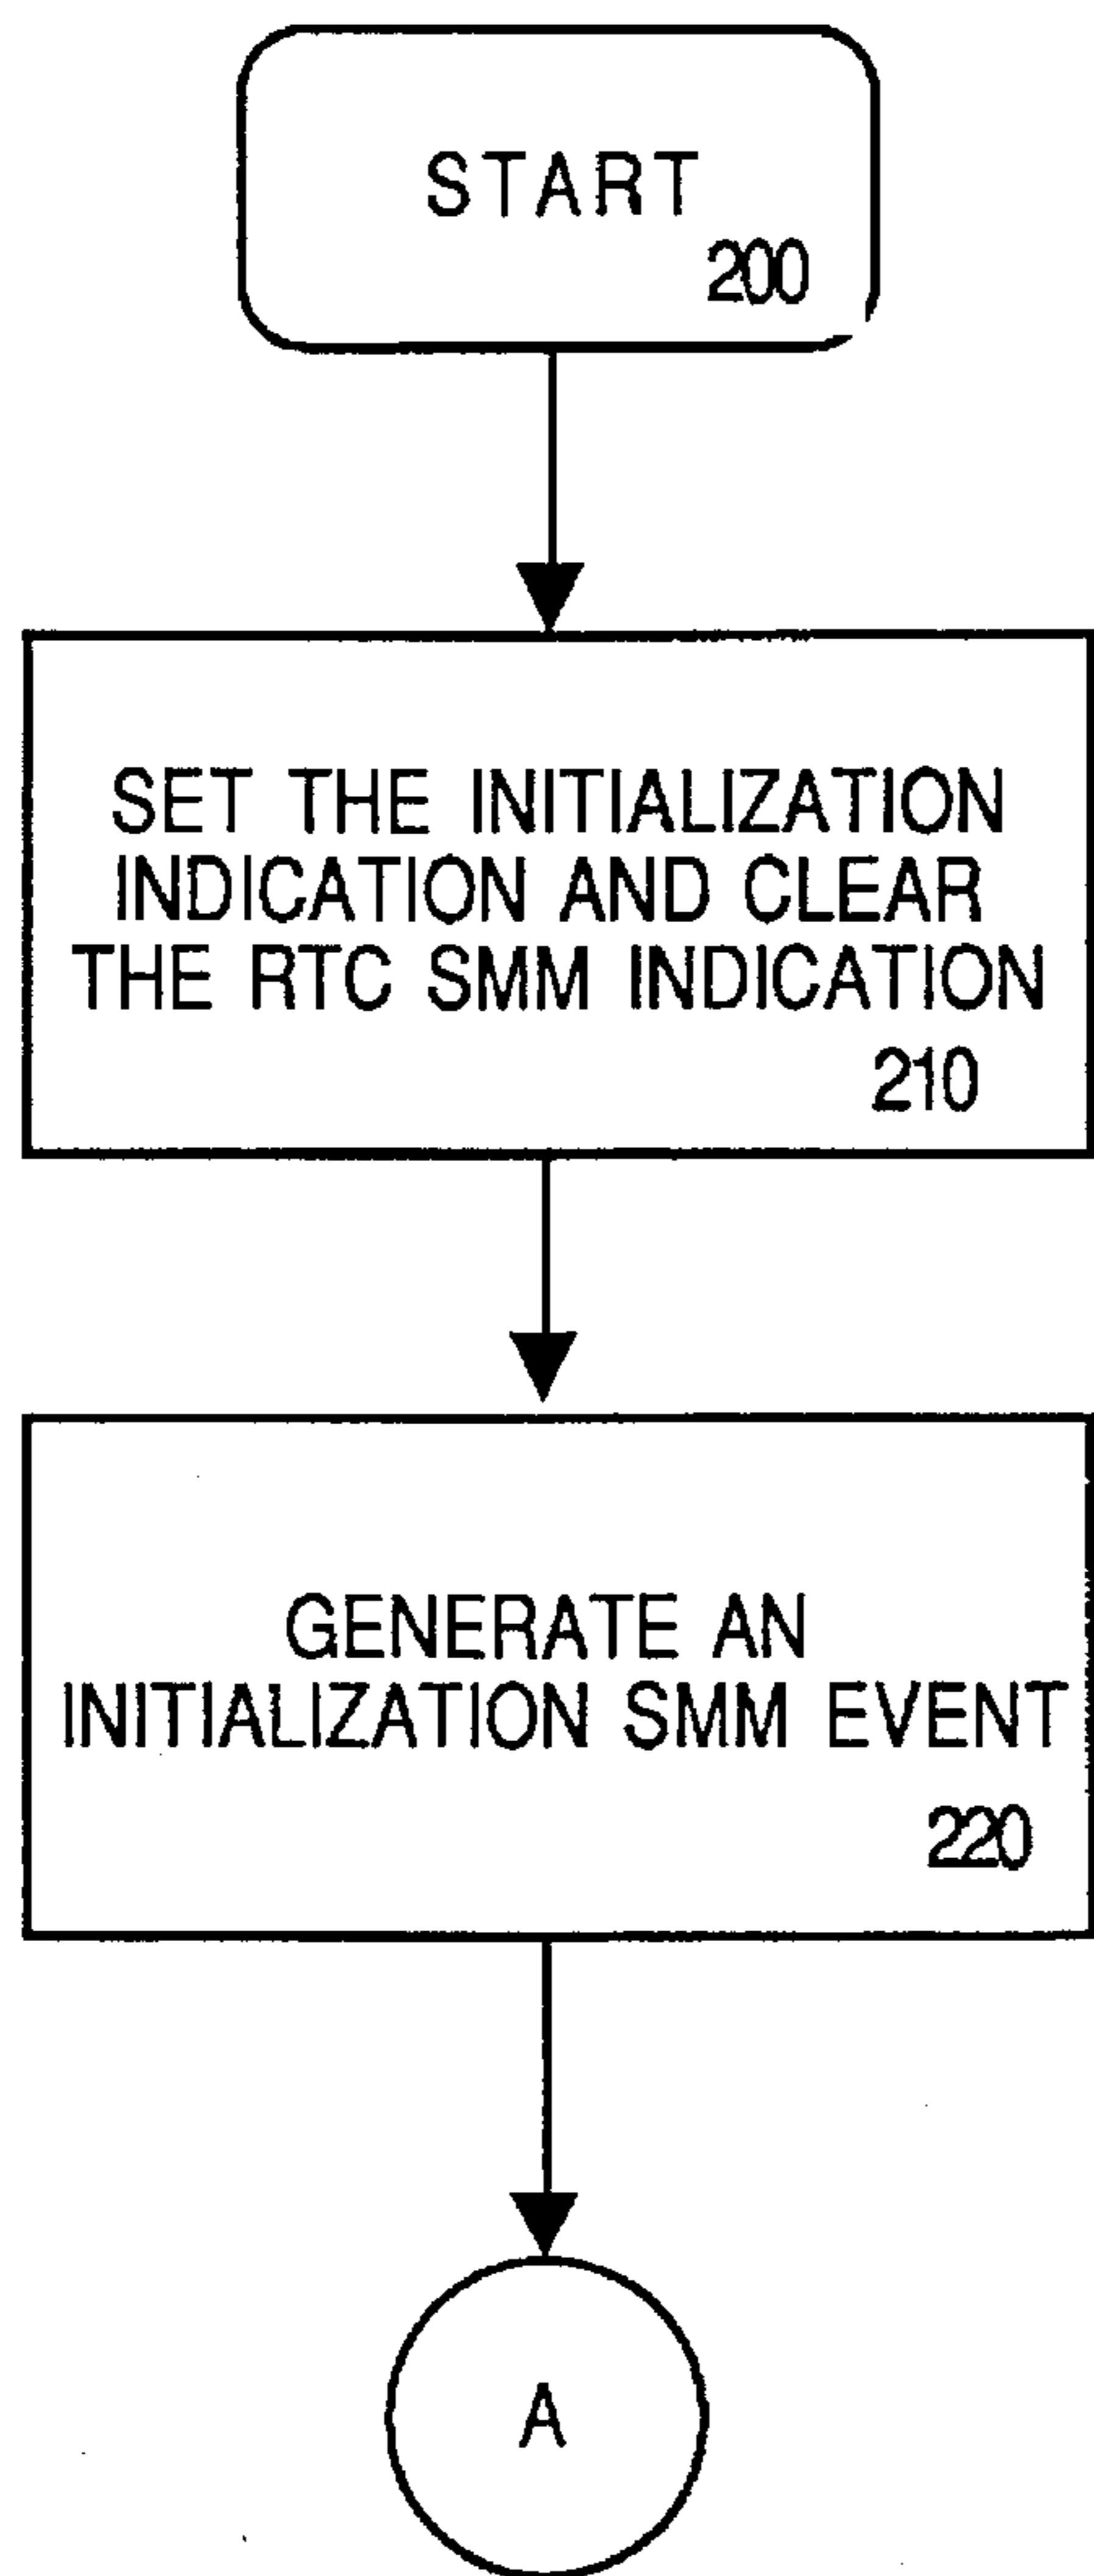 START
200
SET THE INITIALIZATION
INDICATION AND CLEAR
THE RTC SMM INDICATION
210
GENERATE AN
INITIALIZATION SMM EVENT
220
A